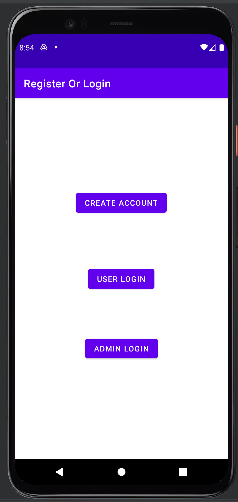 8:54
Register Or Login
CREATE ACCOUNT
USER LOGIN
ADMIN LOGIN